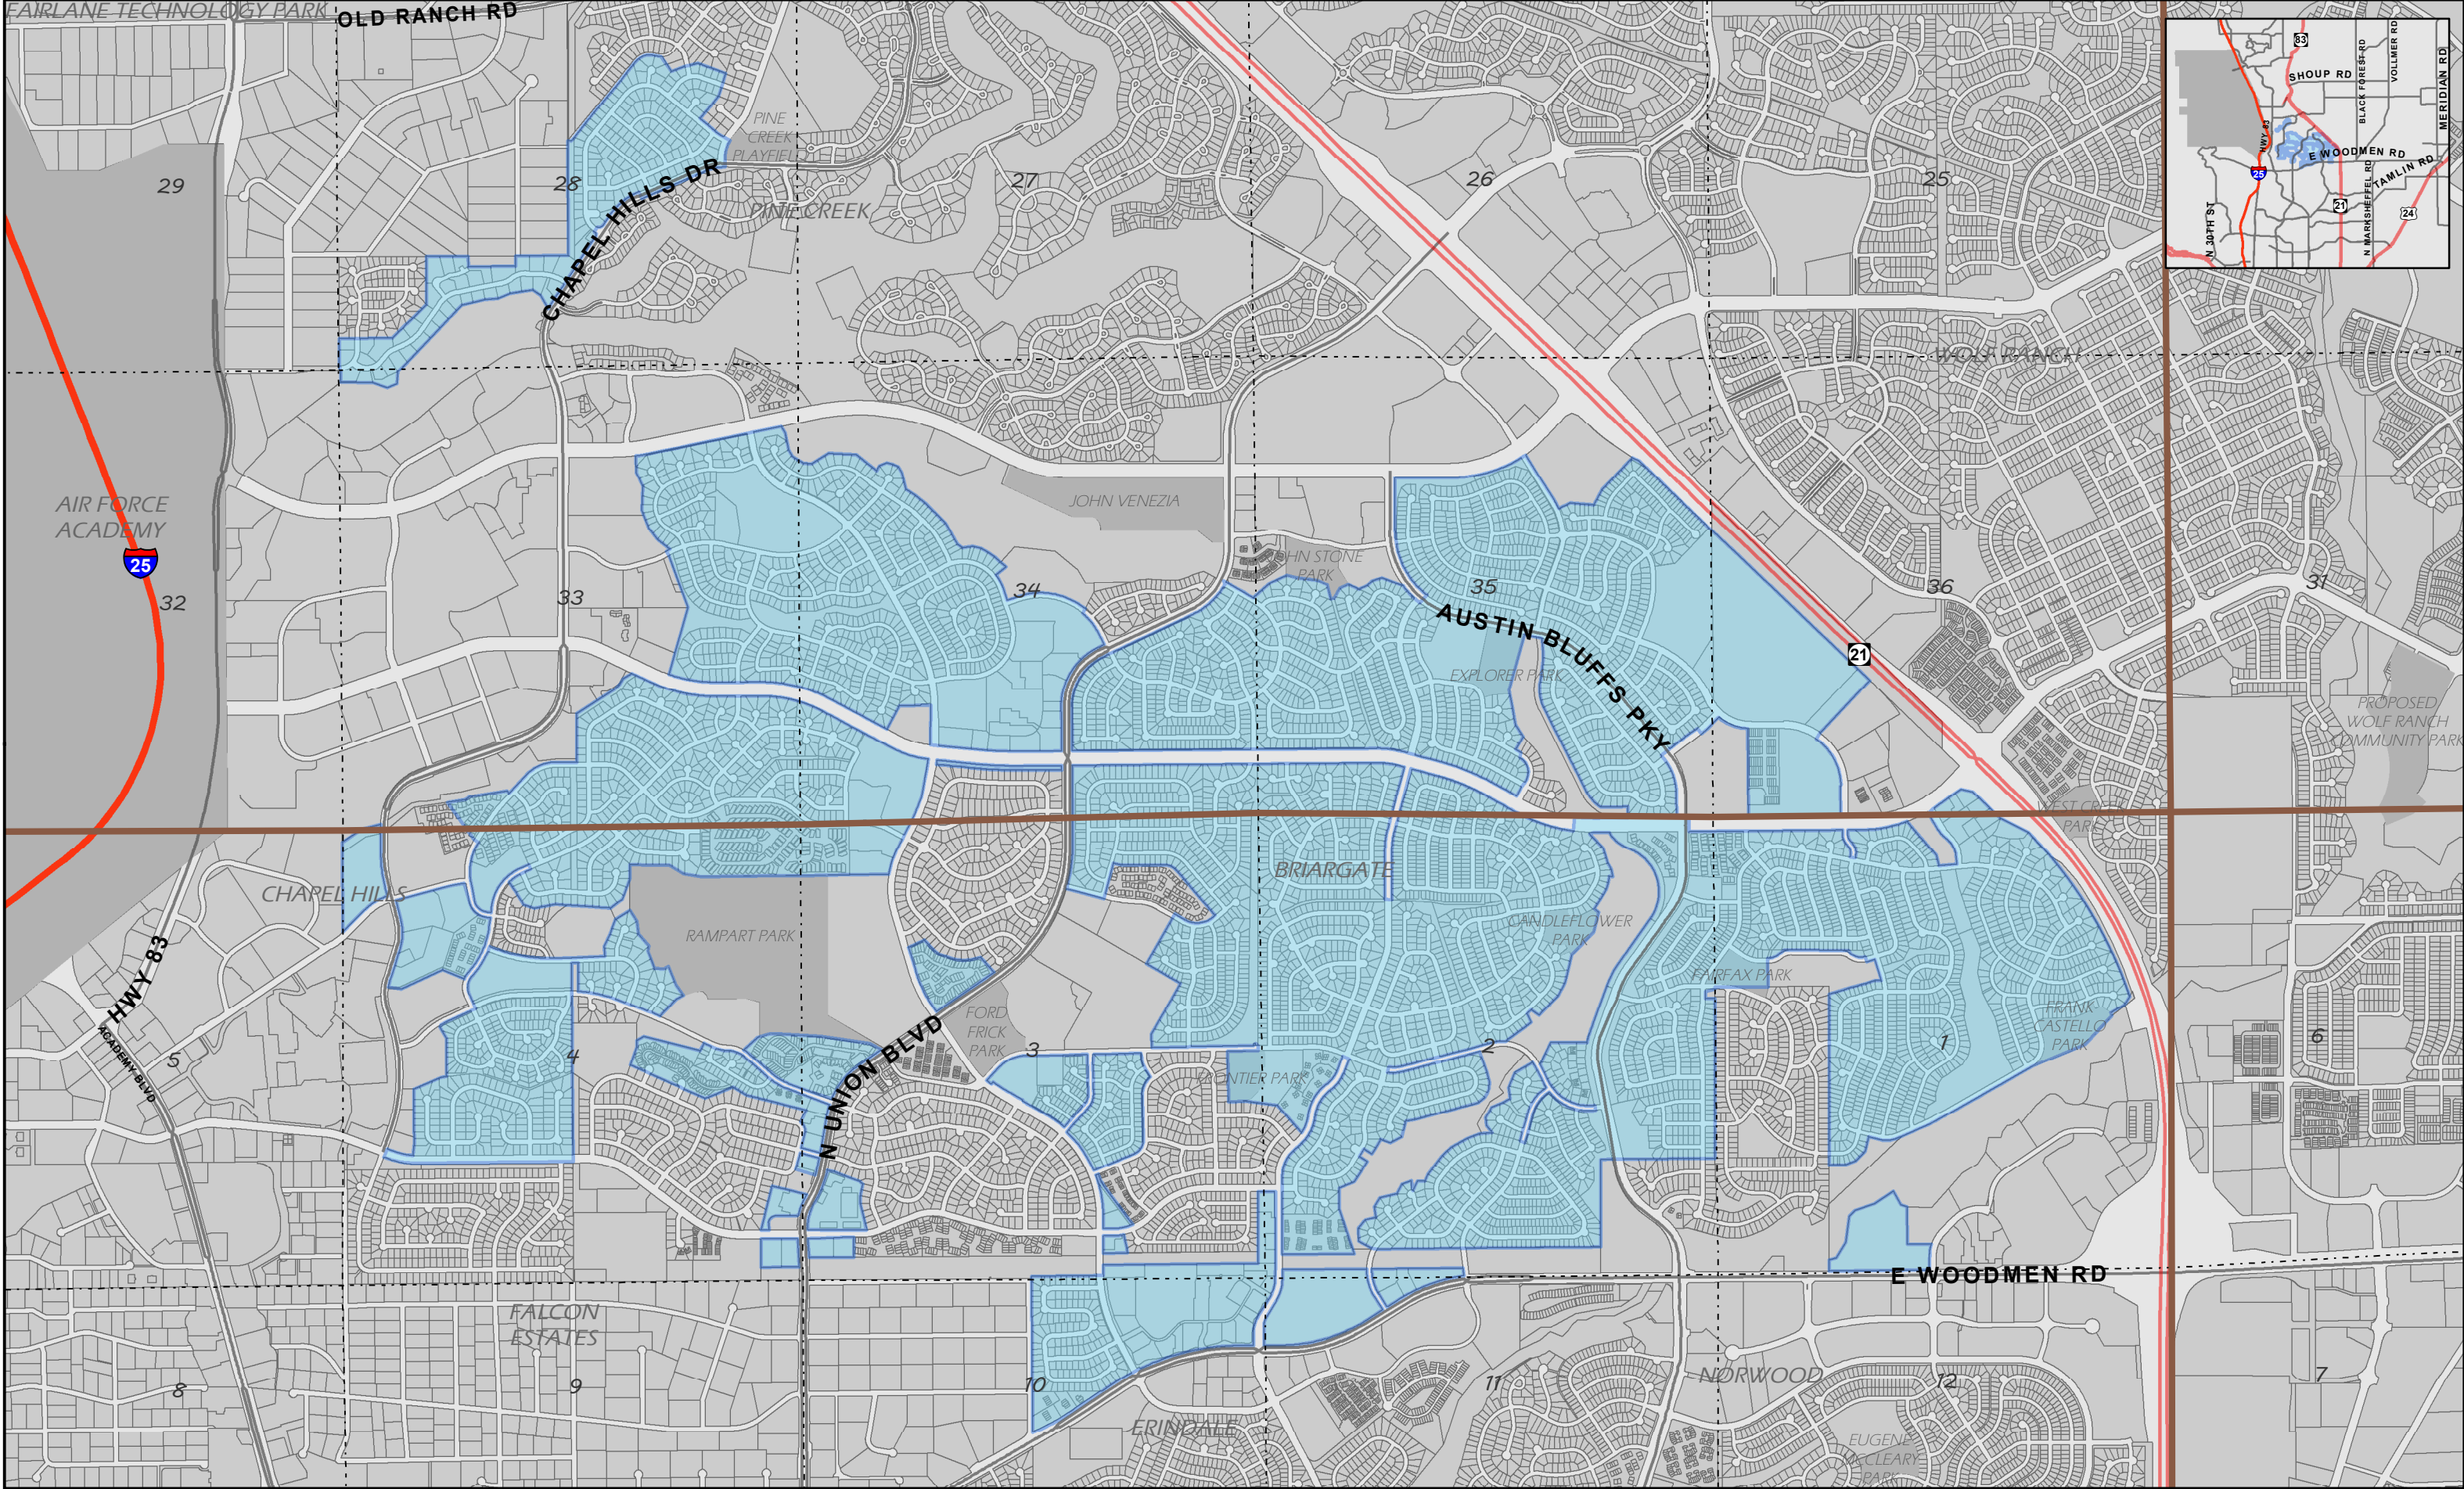 FAIRLANE TECHNOLOGY PARK
OLD RANCH RD
83
SHOUP RD
BLACK FOREST RD
VOLLMER RD
MERIDIAN RD
HWY 83
E WOODMEN RD
TAMLIN RD
25
21
24
N 30TH ST
N MARKSHEFFEL RD
PINE
CREEK
PLAYFIELD
29
28
27
26
25
CHAPEL HILLS DR
PINE CREEK
WOLF RANCH
AIR FORCE
ACADEMY
25
JOHN VENEZIA
JOHN STONE
PARK
32
33
34
35
36
31
AUSTIN BLUFFS PKY
21
EXPLORER PARK
PROPOSED
WOLF RANCH
COMMUNITY PARK
WEST CREEK
PARK
CHAPEL HILLS
BRIARGATE
RAMPART PARK
CANDLEFLOWER
PARK
FAIRFAX PARK
HWY 83
ACADEMY BLVD
FORD
FRICK
PARK
FRANK
CASTELLO
PARK
5
4
3
2
1
6
N UNION BLVD
FRONTIER PARK
E WOODMEN RD
FALCON
ESTATES
NORWOOD
8
9
10
11
12
7
ERINDALE
EUGENE
MCCLEARY
PARK